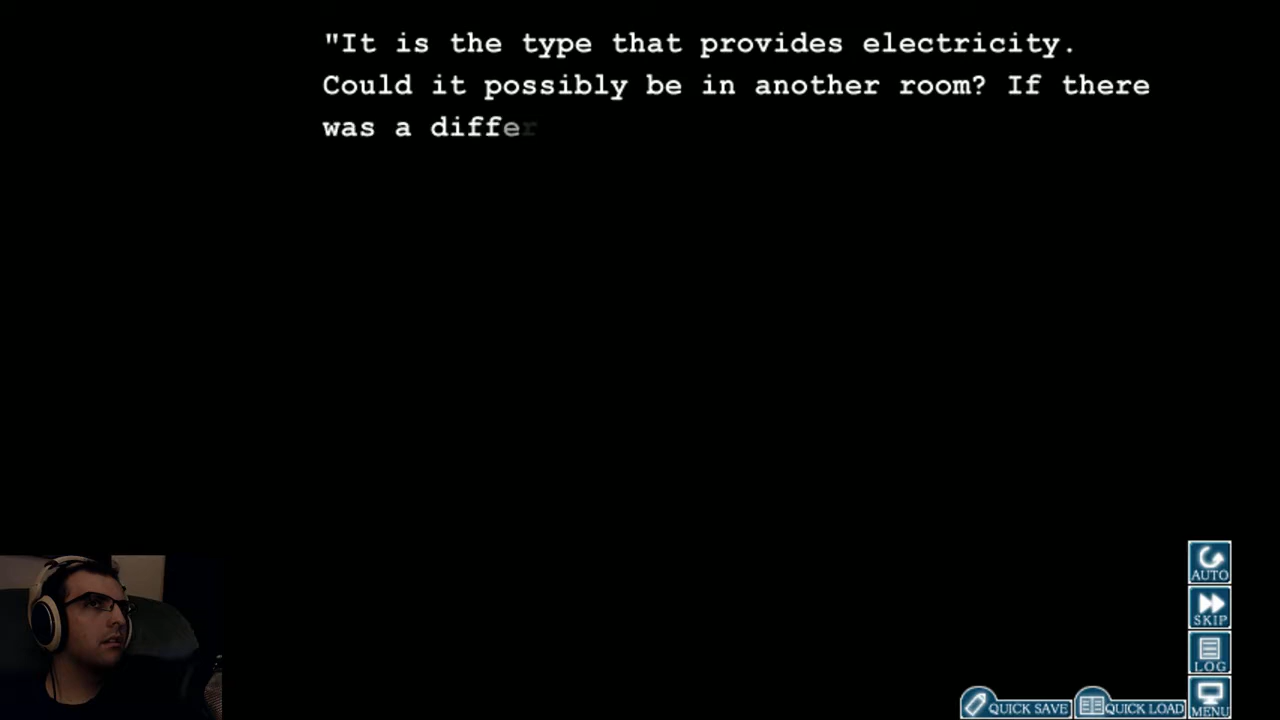 "It is the type that provides electricity.
Could it possibly be in another room? If there
was a differ
AUTO
SKIP
LOG
QUICK SAVE
QUICK LOAD
MENU